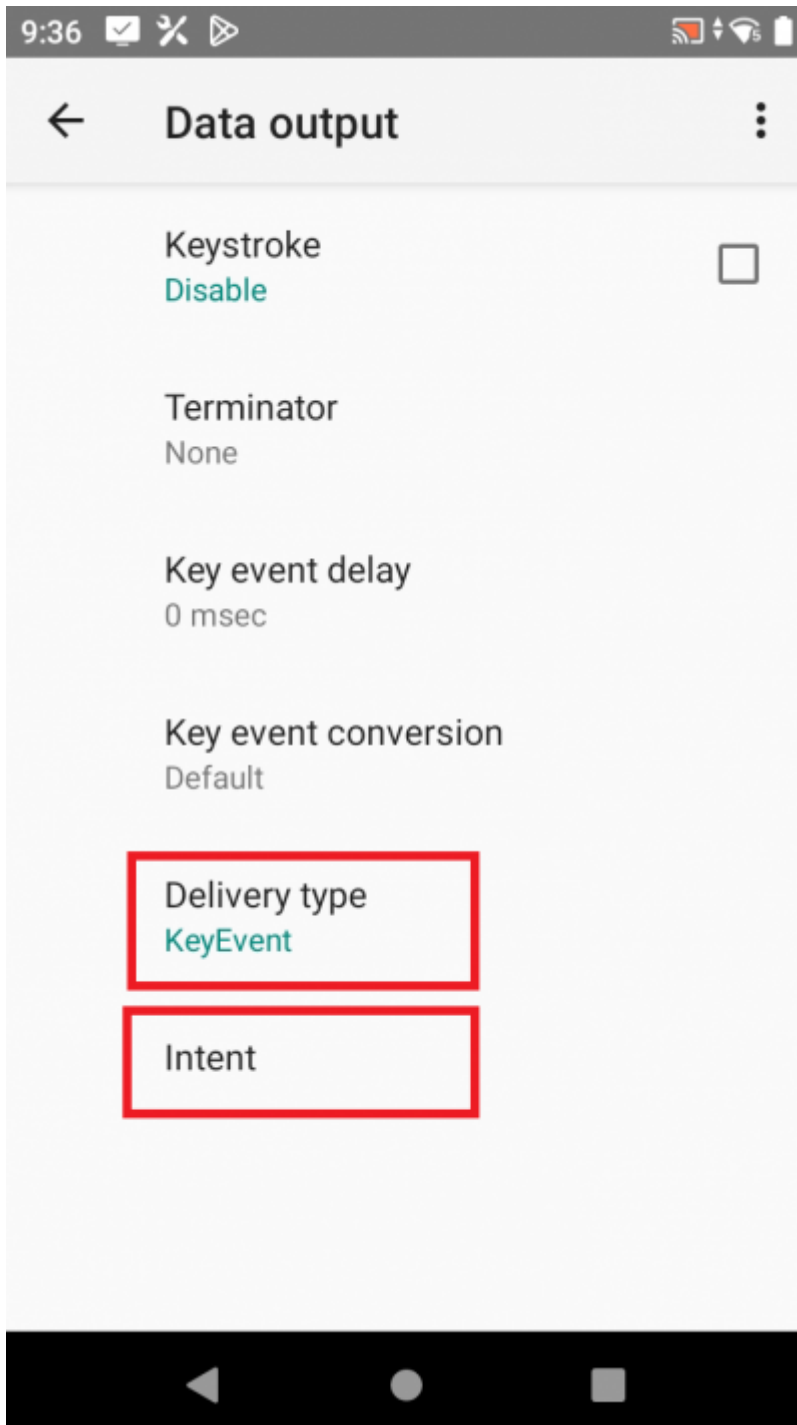 9:36
5
Data output
Keystroke
Disable
Terminator
None
Key event delay
0 msec
Key event conversion
Default
Delivery type
KeyEvent
Intent